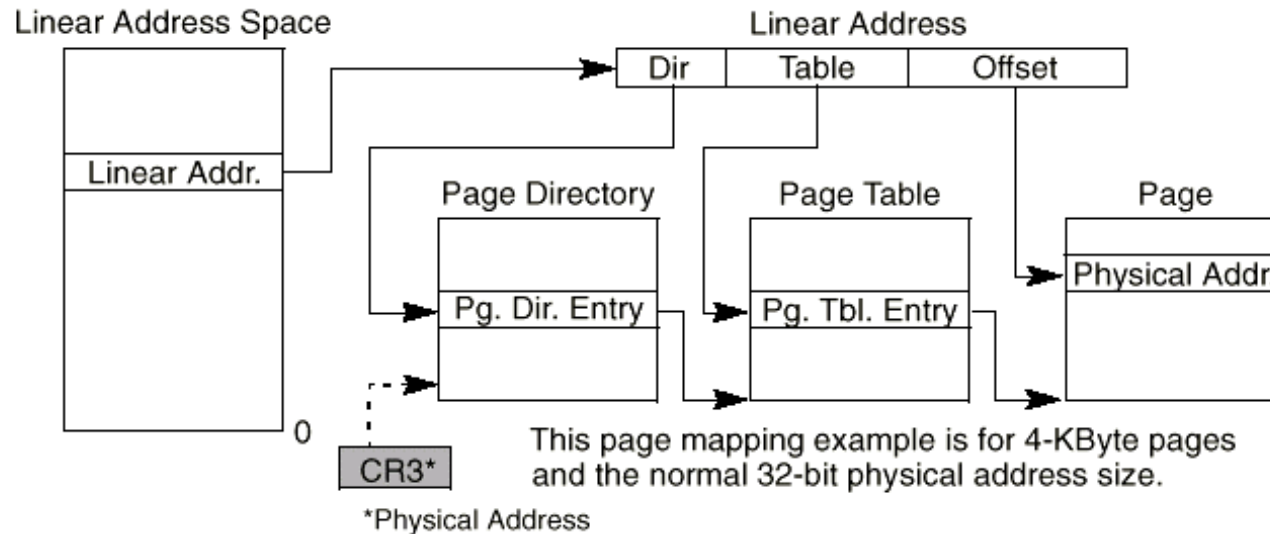 Linear Address Space
Linear Address
Dir
Table
Offset
Linear Addr.
Page Directory
Page Table
Page
Physical Addr
Pg. Dir. Entry
Pg. Tbl. Entry
0
This page mapping example is for 4-KByte pages
and the normal 32-bit physical address size.
CR3*
*Physical Address